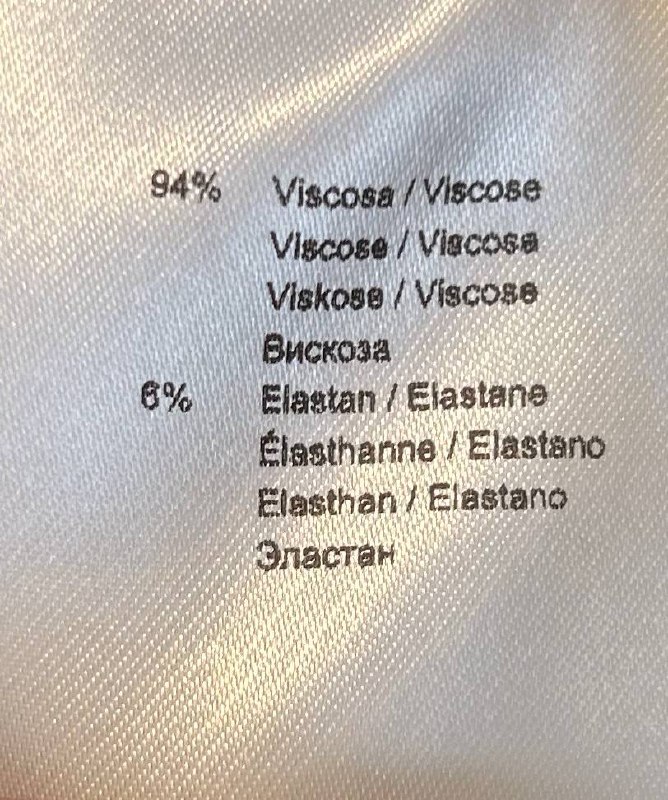 94% Viscosa / Viscose
Viscose / Viscosa
Viskose / Viscose
Вискоза
6% Elastan / Elastane
Élasthanne / Elastano
Elasthan / Elastano
Эластан